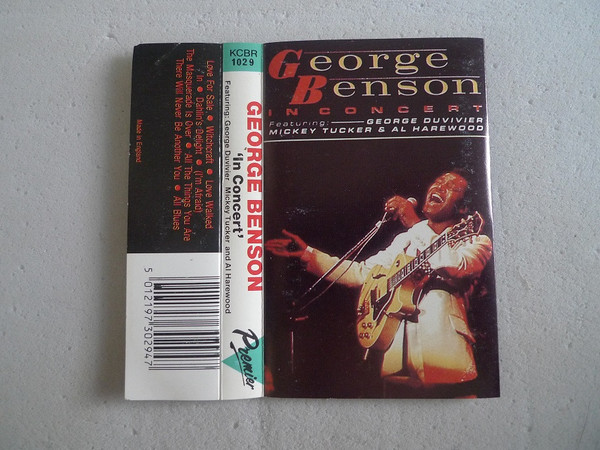 Love For Sale ● Witchcraft ● Love Walked
'In ● Dahlin's Delight ● (I'm Afraid)
The Masquerade Is Over ● All The Things You Are
There Will Never Be Another You ● All Blues
Made in England
5 012197 302947
KCBR
1029
GEORGE BENSON
'In Concert'
Featuring: George Duvivier, Mickey Tucker and Al Harewood
Premier
George
Benson
IN CONCERT
Featuring: GEORGE DUVIVIER
MICKEY TUCKER & AL HAREWOOD